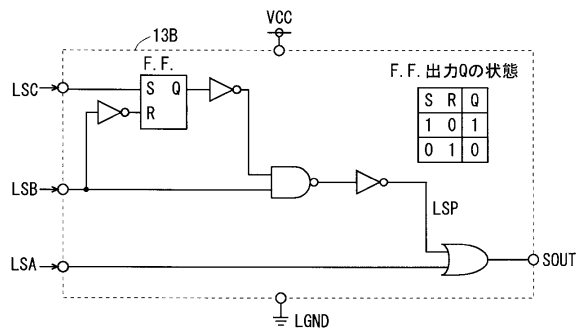 VCC
13B
F.F.
LSC
S Q
R
F.F.出力Qの状態
S R Q
1 0 1
0 1 0
LSB
LSP
LSA
SOUT
LGND